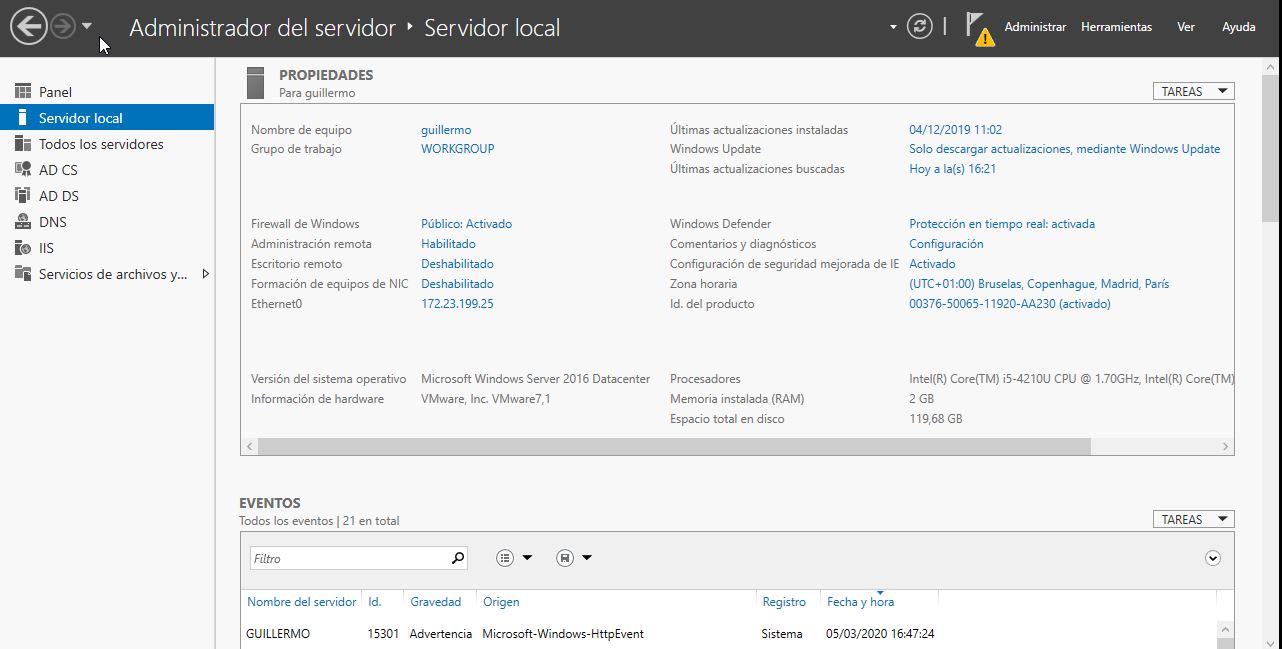 Administrador del servidor ‣ Servidor local
Administrar Herramientas Ver Ayuda
Panel
Servidor local
Todos los servidores
AD CS
AD DS
DNS
IIS
Servicios de archivos y...
PROPIEDADES
Para guillermo
TAREAS
Nombre de equipo guillermo Últimas actualizaciones instaladas 04/12/2019 11:02
Grupo de trabajo WORKGROUP Windows Update Solo descargar actualizaciones, mediante Windows Update
Últimas actualizaciones buscadas Hoy a la(s) 16:21
Firewall de Windows Público: Activado Windows Defender Protección en tiempo real: activada
Administración remota Habilitado Comentarios y diagnósticos Configuración
Escritorio remoto Deshabilitado Configuración de seguridad mejorada de IE Activado
Formación de equipos de NIC Deshabilitado Zona horaria (UTC+01:00) Bruselas, Copenhague, Madrid, París
Ethernet0 172.23.199.25 Id. del producto 00376-50065-11920-AA230 (activado)
Versión del sistema operativo Microsoft Windows Server 2016 Datacenter Procesadores Intel(R) Core(TM) i5-4210U CPU @ 1.70GHz, Intel(R) Core(TM)
Información de hardware VMware, Inc. VMware7,1 Memoria instalada (RAM) 2 GB
Espacio total en disco 119,68 GB
EVENTOS
Todos los eventos | 21 en total
TAREAS
Filtro
Nombre del servidor Id. Gravedad Origen Registro Fecha y hora
GUILLERMO 15301 Advertencia Microsoft-Windows-HttpEvent Sistema 05/03/2020 16:47:24